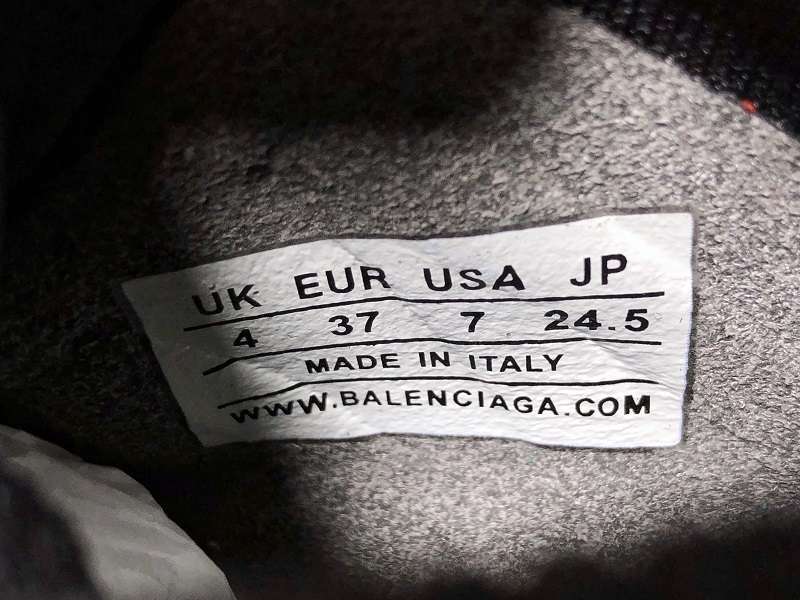 UK EUR USA JP
4 37 7 24.5
MADE IN ITALY
WWW.BALENCIAGA.COM